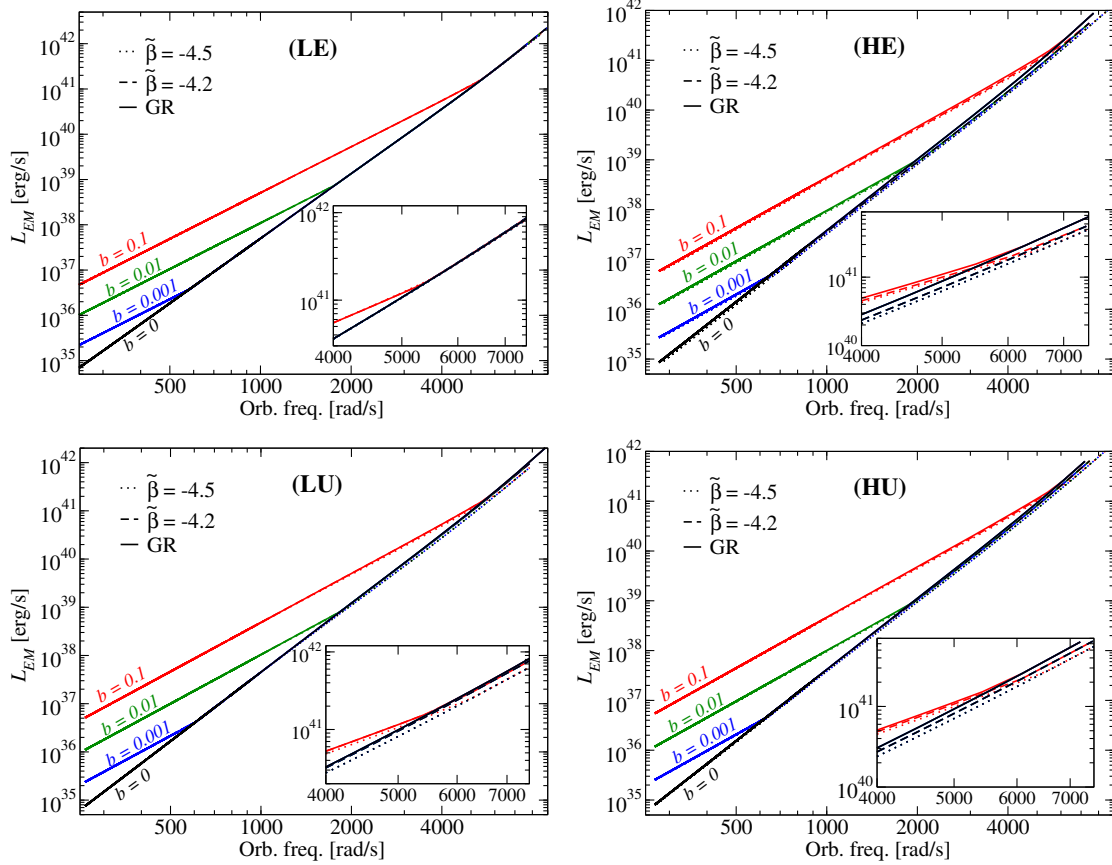 (LE)
β̃ = -4.5
β̃ = -4.2
GR
L_EM [erg/s]
10^42
10^41
10^40
10^39
10^38
10^37
10^36
10^35
b = 0.1
b = 0.01
b = 0.001
b = 0
10^42
10^41
4000 5000 6000 7000
500 1000 2000 4000
Orb. freq. [rad/s]
(HE)
β̃ = -4.5
β̃ = -4.2
GR
L_EM [erg/s]
10^42
10^41
10^40
10^39
10^38
10^37
10^36
10^35
b = 0.1
b = 0.01
b = 0.001
b = 0
10^41
10^40
4000 5000 6000 7000
500 1000 2000 4000
Orb. freq. [rad/s]
(LU)
β̃ = -4.5
β̃ = -4.2
GR
L_EM [erg/s]
10^42
10^41
10^40
10^39
10^38
10^37
10^36
10^35
b = 0.1
b = 0.01
b = 0.001
b = 0
10^42
10^41
4000 5000 6000 7000
500 1000 2000 4000
Orb. freq. [rad/s]
(HU)
β̃ = -4.5
β̃ = -4.2
GR
L_EM [erg/s]
10^42
10^41
10^40
10^39
10^38
10^37
10^36
10^35
b = 0.1
b = 0.01
b = 0.001
b = 0
10^41
10^40
4000 5000 6000 7000
500 1000 2000 4000
Orb. freq. [rad/s]